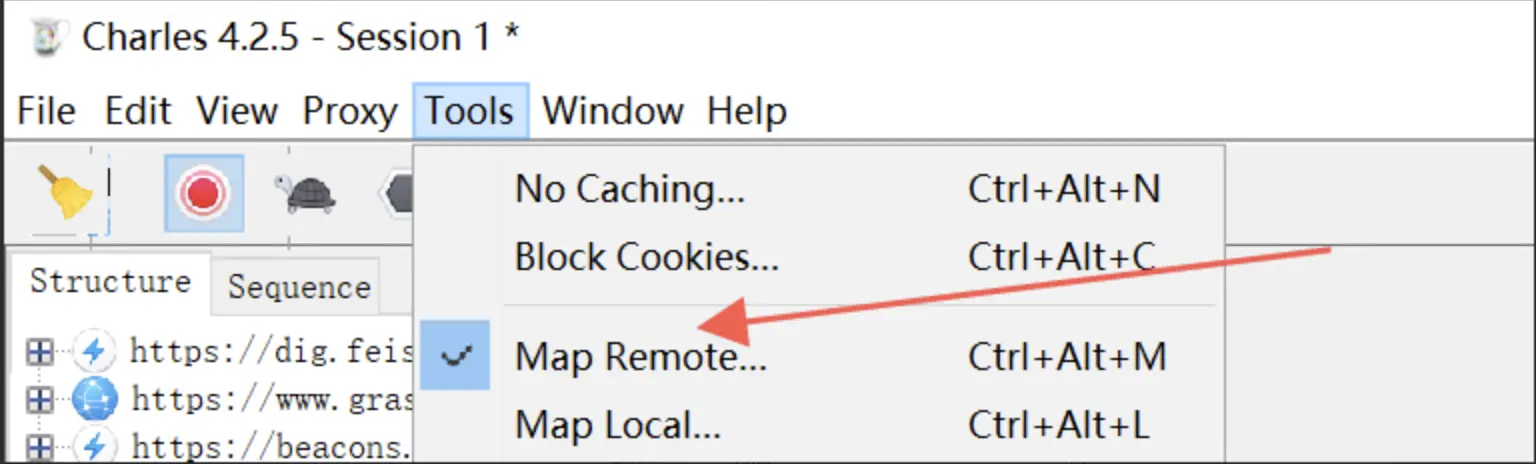 Charles 4.2.5 - Session 1 *
File Edit View Proxy Tools Window Help
No Caching... Ctrl+Alt+N
Block Cookies... Ctrl+Alt+C
Structure Sequence
https://dig.feis
Map Remote... Ctrl+Alt+M
https://www.gras
Map Local... Ctrl+Alt+L
https://beacons.